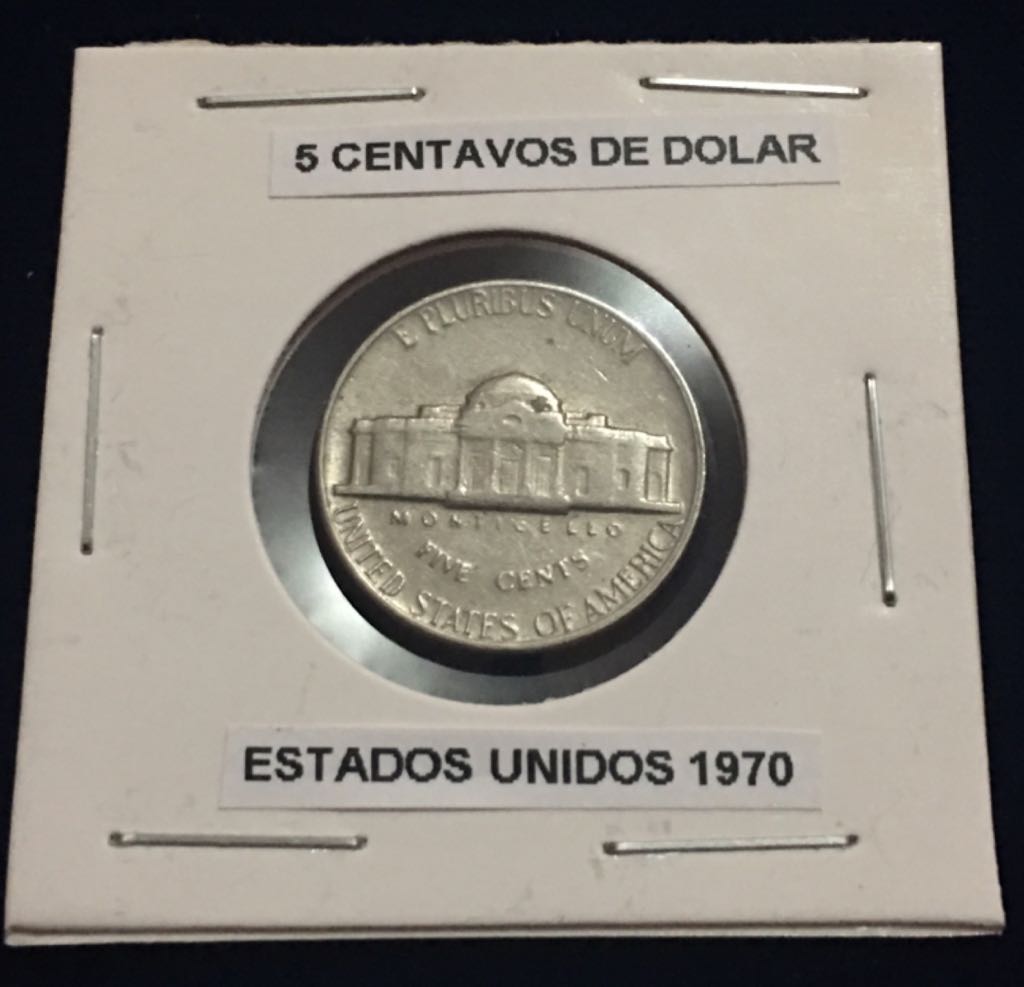 5 CENTAVOS DE DOLAR
E PLURIBUS UNUM
MONTICELLO
FIVE CENTS
UNITED STATES OF AMERICA
ESTADOS UNIDOS 1970